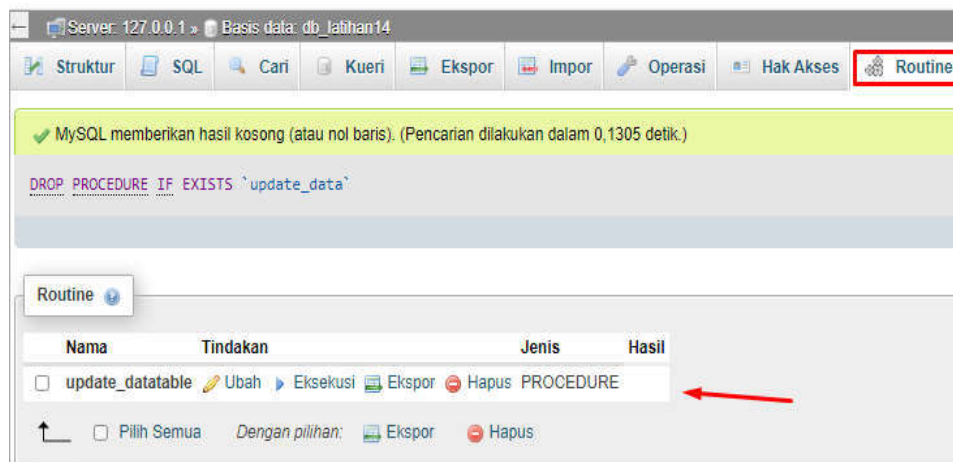 Server: 127.0.0.1 » Basis data: db_latihan14
Struktur SQL Cari Kueri Ekspor Impor Operasi Hak Akses Routine
MySQL memberikan hasil kosong (atau nol baris). (Pencarian dilakukan dalam 0,1305 detik.)
DROP PROCEDURE IF EXISTS `update_data`
Routine
Nama Tindakan Jenis Hasil
update_datatable Ubah Eksekusi Ekspor Hapus PROCEDURE
Pilih Semua Dengan pilihan: Ekspor Hapus